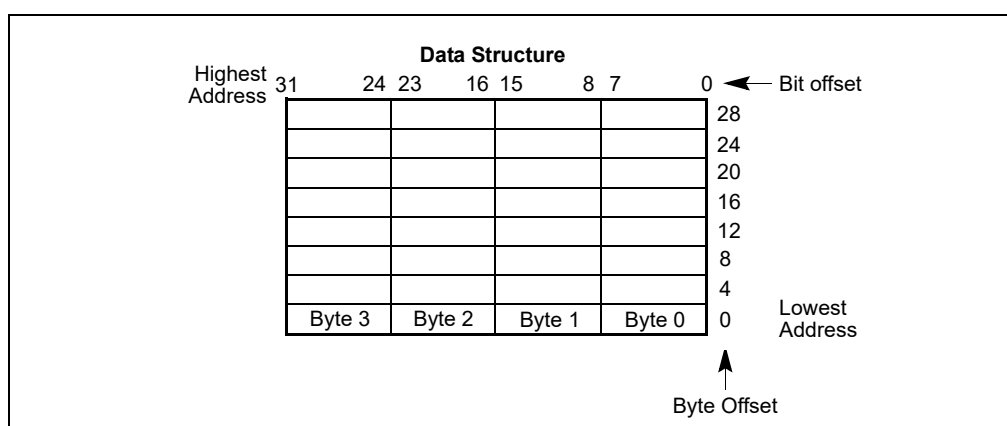 Data Structure
Highest
Address
31 24 23 16 15 8 7 0
Bit offset
28
24
20
16
12
8
4
Byte 3 Byte 2 Byte 1 Byte 0 0
Lowest
Address
Byte Offset